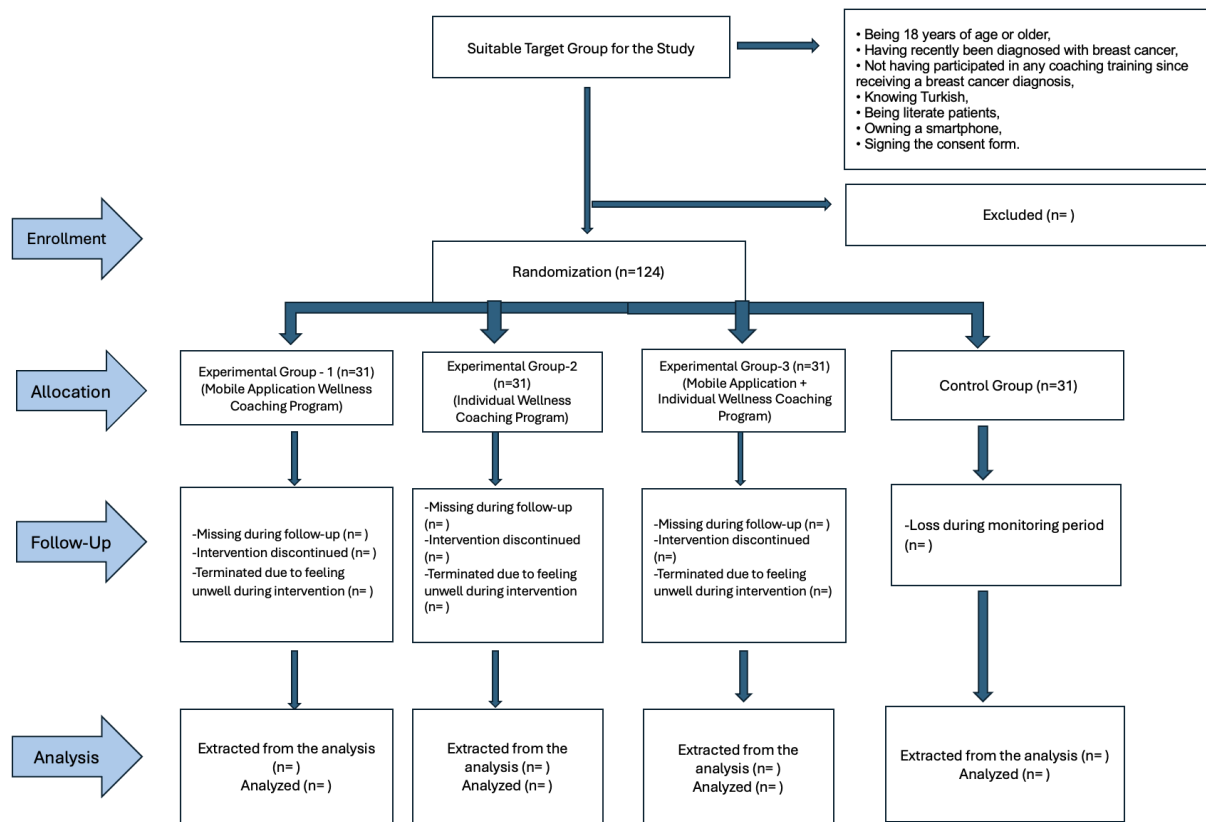 Suitable Target Group for the Study
• Being 18 years of age or older,
• Having recently been diagnosed with breast cancer,
• Not having participated in any coaching training since
receiving a breast cancer diagnosis,
• Knowing Turkish,
• Being literate patients,
• Owning a smartphone,
• Signing the consent form.
Enrollment
Excluded (n= )
Randomization (n=124)
Allocation
Experimental Group - 1 (n=31)
(Mobile Application Wellness
Coaching Program)
Experimental Group-2
(n=31)
(Individual Wellness
Coaching Program)
Experimental Group-3 (n=31)
(Mobile Application +
Individual Wellness Coaching
Program)
Control Group (n=31)
Follow-Up
-Missing during follow-up (n= )
-Intervention discontinued (n= )
-Terminated due to feeling
unwell during intervention (n= )
-Missing during follow-up
(n= )
-Intervention discontinued
(n= )
-Terminated due to feeling
unwell during intervention
(n= )
-Missing during follow-up (n= )
-Intervention discontinued
(n=)
-Terminated due to feeling
unwell during intervention (n=)
-Loss during monitoring period
(n= )
Analysis
Extracted from the analysis
(n= )
Analyzed (n= )
Extracted from the
analysis (n= )
Analyzed (n= )
Extracted from the
analysis (n= )
Analyzed (n= )
Extracted from the analysis (n= )
Analyzed (n= )